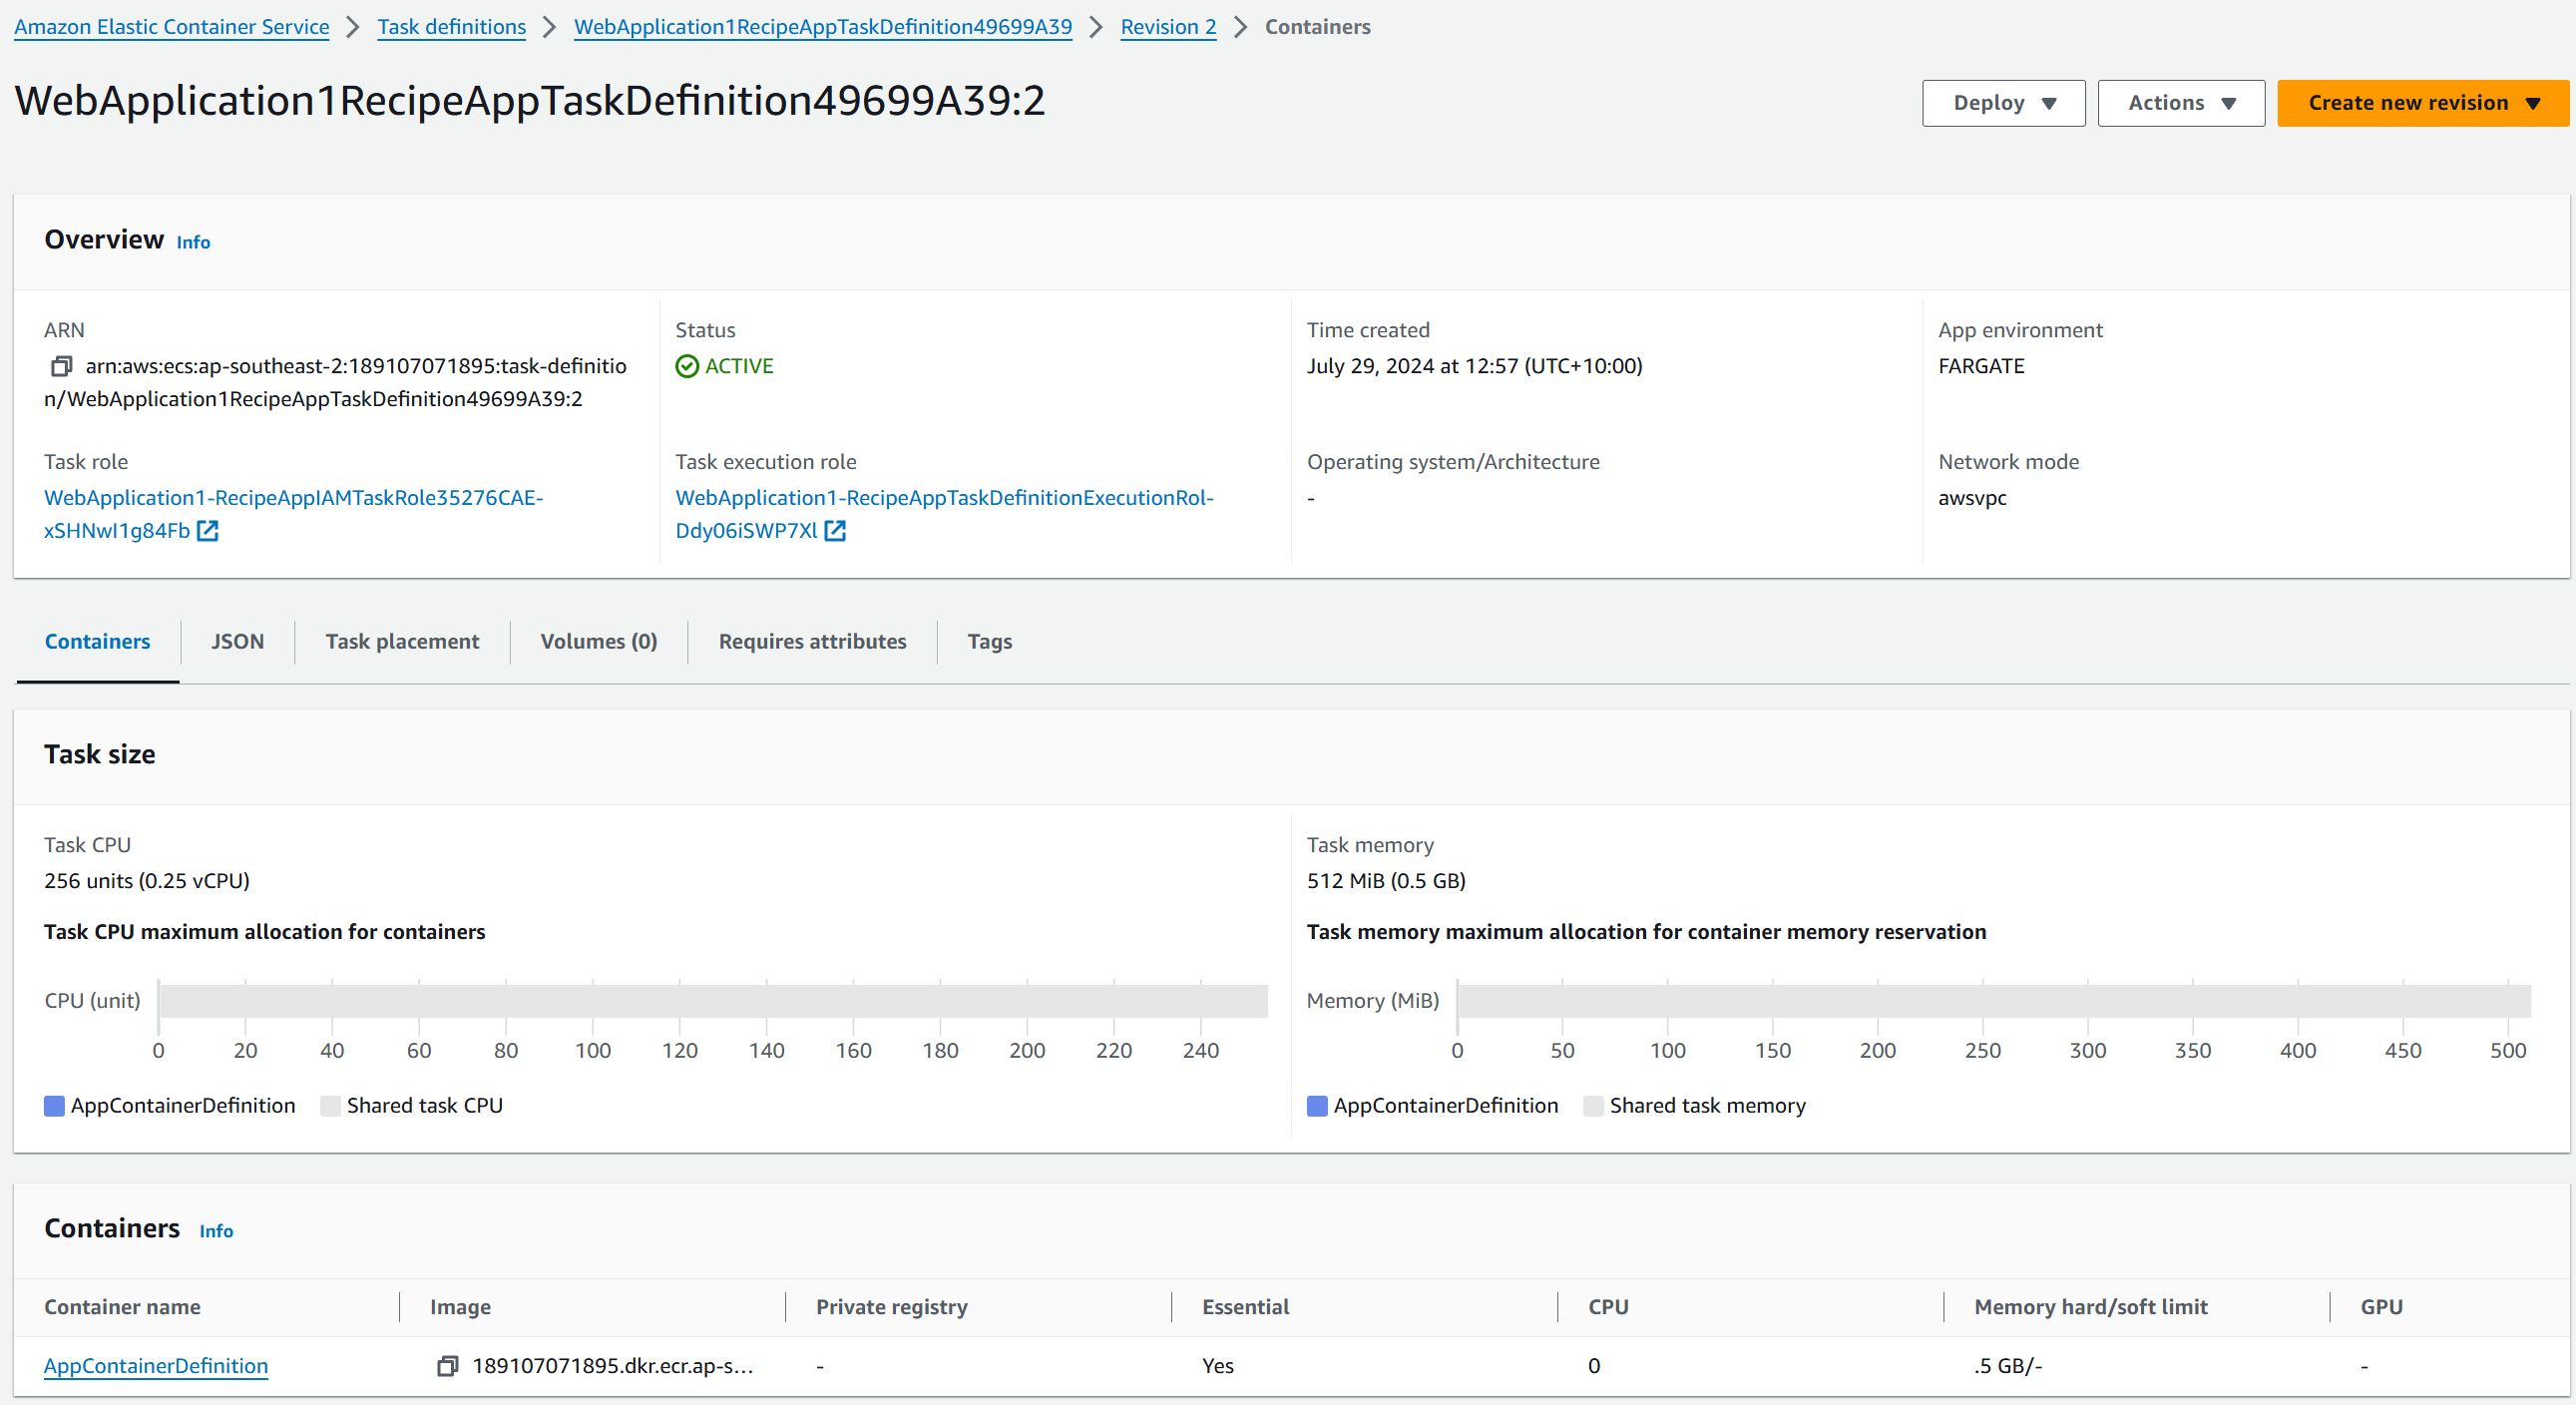 Amazon Elastic Container Service > Task definitions > WebApplication1RecipeAppTaskDefinition49699A39 > Revision 2 > Containers
WebApplication1RecipeAppTaskDefinition49699A39:2
Deploy Actions Create new revision
Overview Info
ARN
arn:aws:ecs:ap-southeast-2:189107071895:task-definitio
n/WebApplication1RecipeAppTaskDefinition49699A39:2
Status
ACTIVE
Time created
July 29, 2024 at 12:57 (UTC+10:00)
App environment
FARGATE
Task role
WebApplication1-RecipeAppIAMTaskRole35276CAE-
xSHNwI1g84Fb
Task execution role
WebApplication1-RecipeAppTaskDefinitionExecutionRol-
Ddy06iSWP7Xl
Operating system/Architecture
-
Network mode
awsvpc
Containers JSON Task placement Volumes (0) Requires attributes Tags
Task size
Task CPU
256 units (0.25 vCPU)
Task CPU maximum allocation for containers
CPU (unit)
0 20 40 60 80 100 120 140 160 180 200 220 240
AppContainerDefinition Shared task CPU
Task memory
512 MiB (0.5 GB)
Task memory maximum allocation for container memory reservation
Memory (MiB)
0 50 100 150 200 250 300 350 400 450 500
AppContainerDefinition Shared task memory
Containers Info
Container name Image Private registry Essential CPU Memory hard/soft limit GPU
AppContainerDefinition 189107071895.dkr.ecr.ap-s... - Yes 0 .5 GB/- -